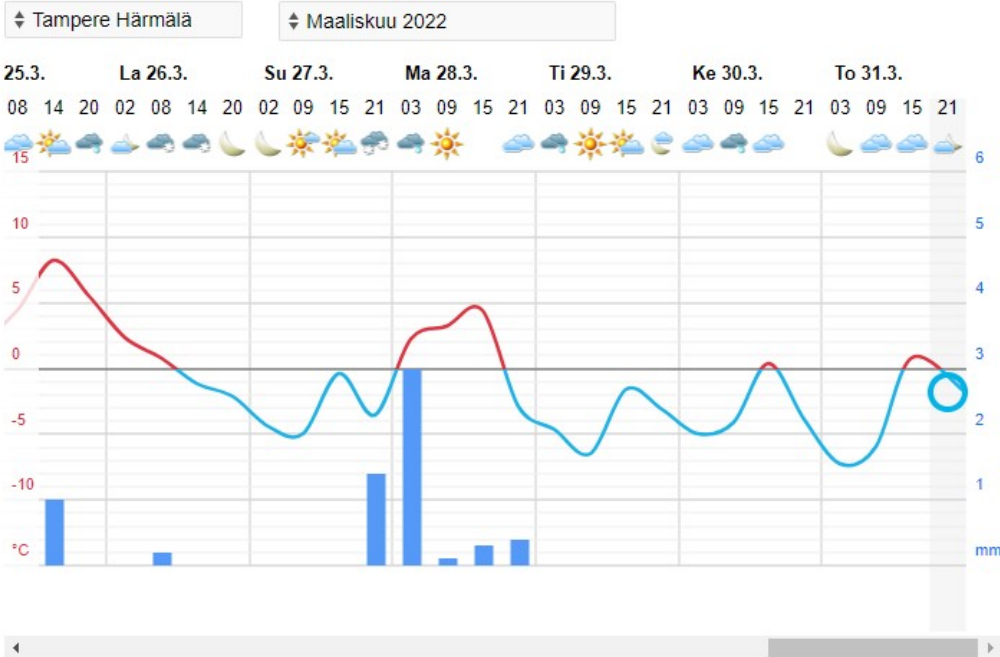 Tampere Härmälä Maaliskuu 2022
25.3. La 26.3. Su 27.3. Ma 28.3. Ti 29.3. Ke 30.3. To 31.3.
08 14 20 02 08 14 20 02 09 15 21 03 09 15 21 03 09 15 21 03 09 15 21 03 09 15 21
15 6
10 5
5 4
0 3
-5 2
-10 1
°C mm